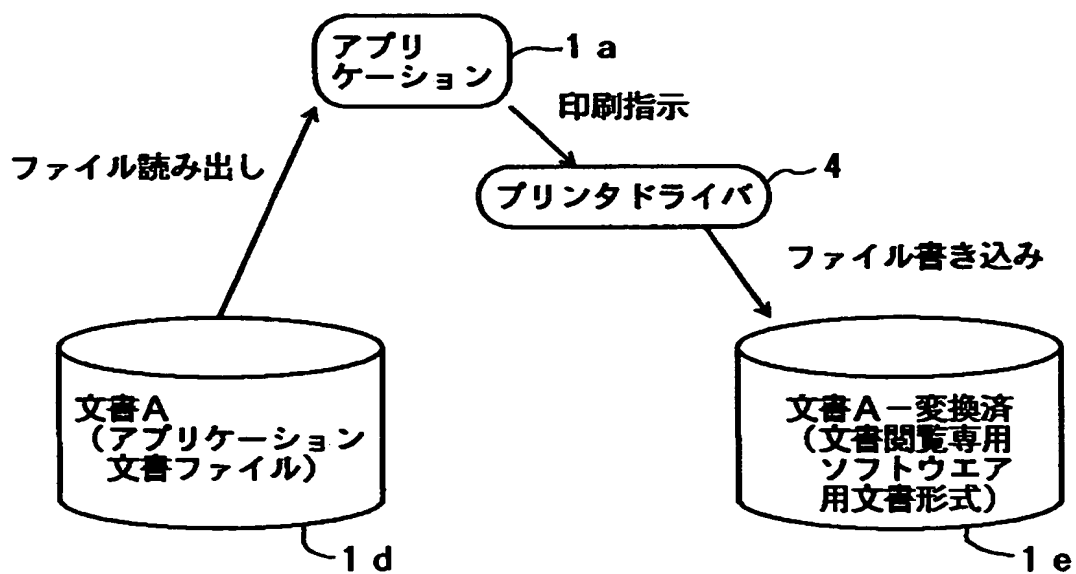 アプリ
ケーション
1a
印刷指示
ファイル読み出し
プリンタドライバ
4
ファイル書き込み
文書A
(アプリケーション
文書ファイル)
1d
文書A-変換済
(文書閲覧専用
ソフトウエア
用文書形式)
1e